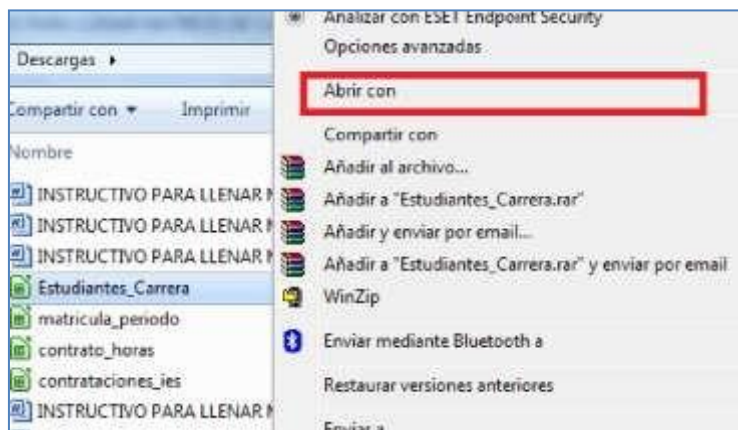 Descargas
Compartir con
Imprimir
Nombre
INSTRUCTIVO PARA LLENAR
INSTRUCTIVO PARA LLENAR
INSTRUCTIVO PARA LLENAR
Estudiantes_Carrera
matricula_periodo
contrato_horas
contrataciones_ies
INSTRUCTIVO PARA LLENAR
Analizar con ESET Endpoint Security
Opciones avanzadas
Abrir con
Compartir con
Añadir al archivo...
Añadir a "Estudiantes_Carrera.rar"
Añadir y enviar por email...
Añadir a "Estudiantes_Carrera.rar" y enviar por email
WinZip
Enviar mediante Bluetooth a
Restaurar versiones anteriores
Enviar a